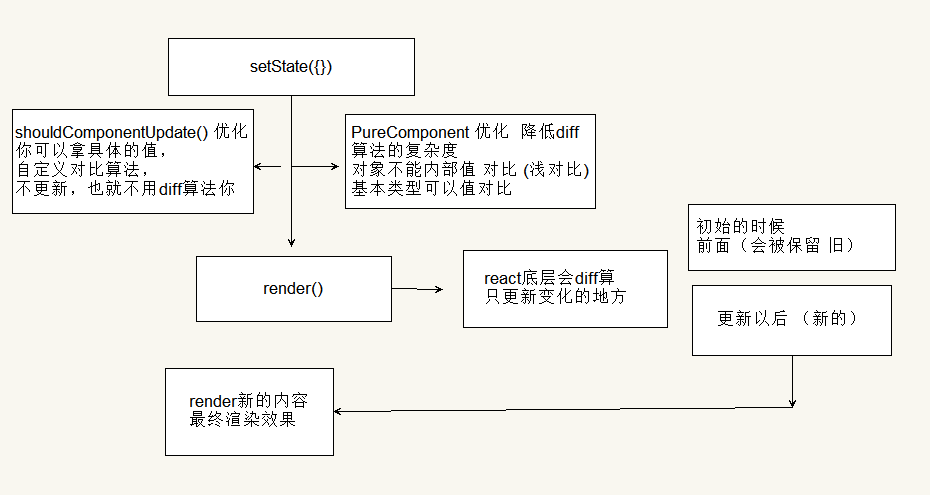 setState({})
shouldComponentUpdate() 优化
你可以拿具体的值，
自定义对比算法，
不更新，也就不用diff算法你
PureComponent 优化 降低diff
算法的复杂度
对象不能内部值 对比 (浅对比)
基本类型可以值对比
初始的时候
前面（会被保留 旧）
render()
react底层会diff算
只更新变化的地方
更新以后 （新的）
render新的内容
最终渲染效果